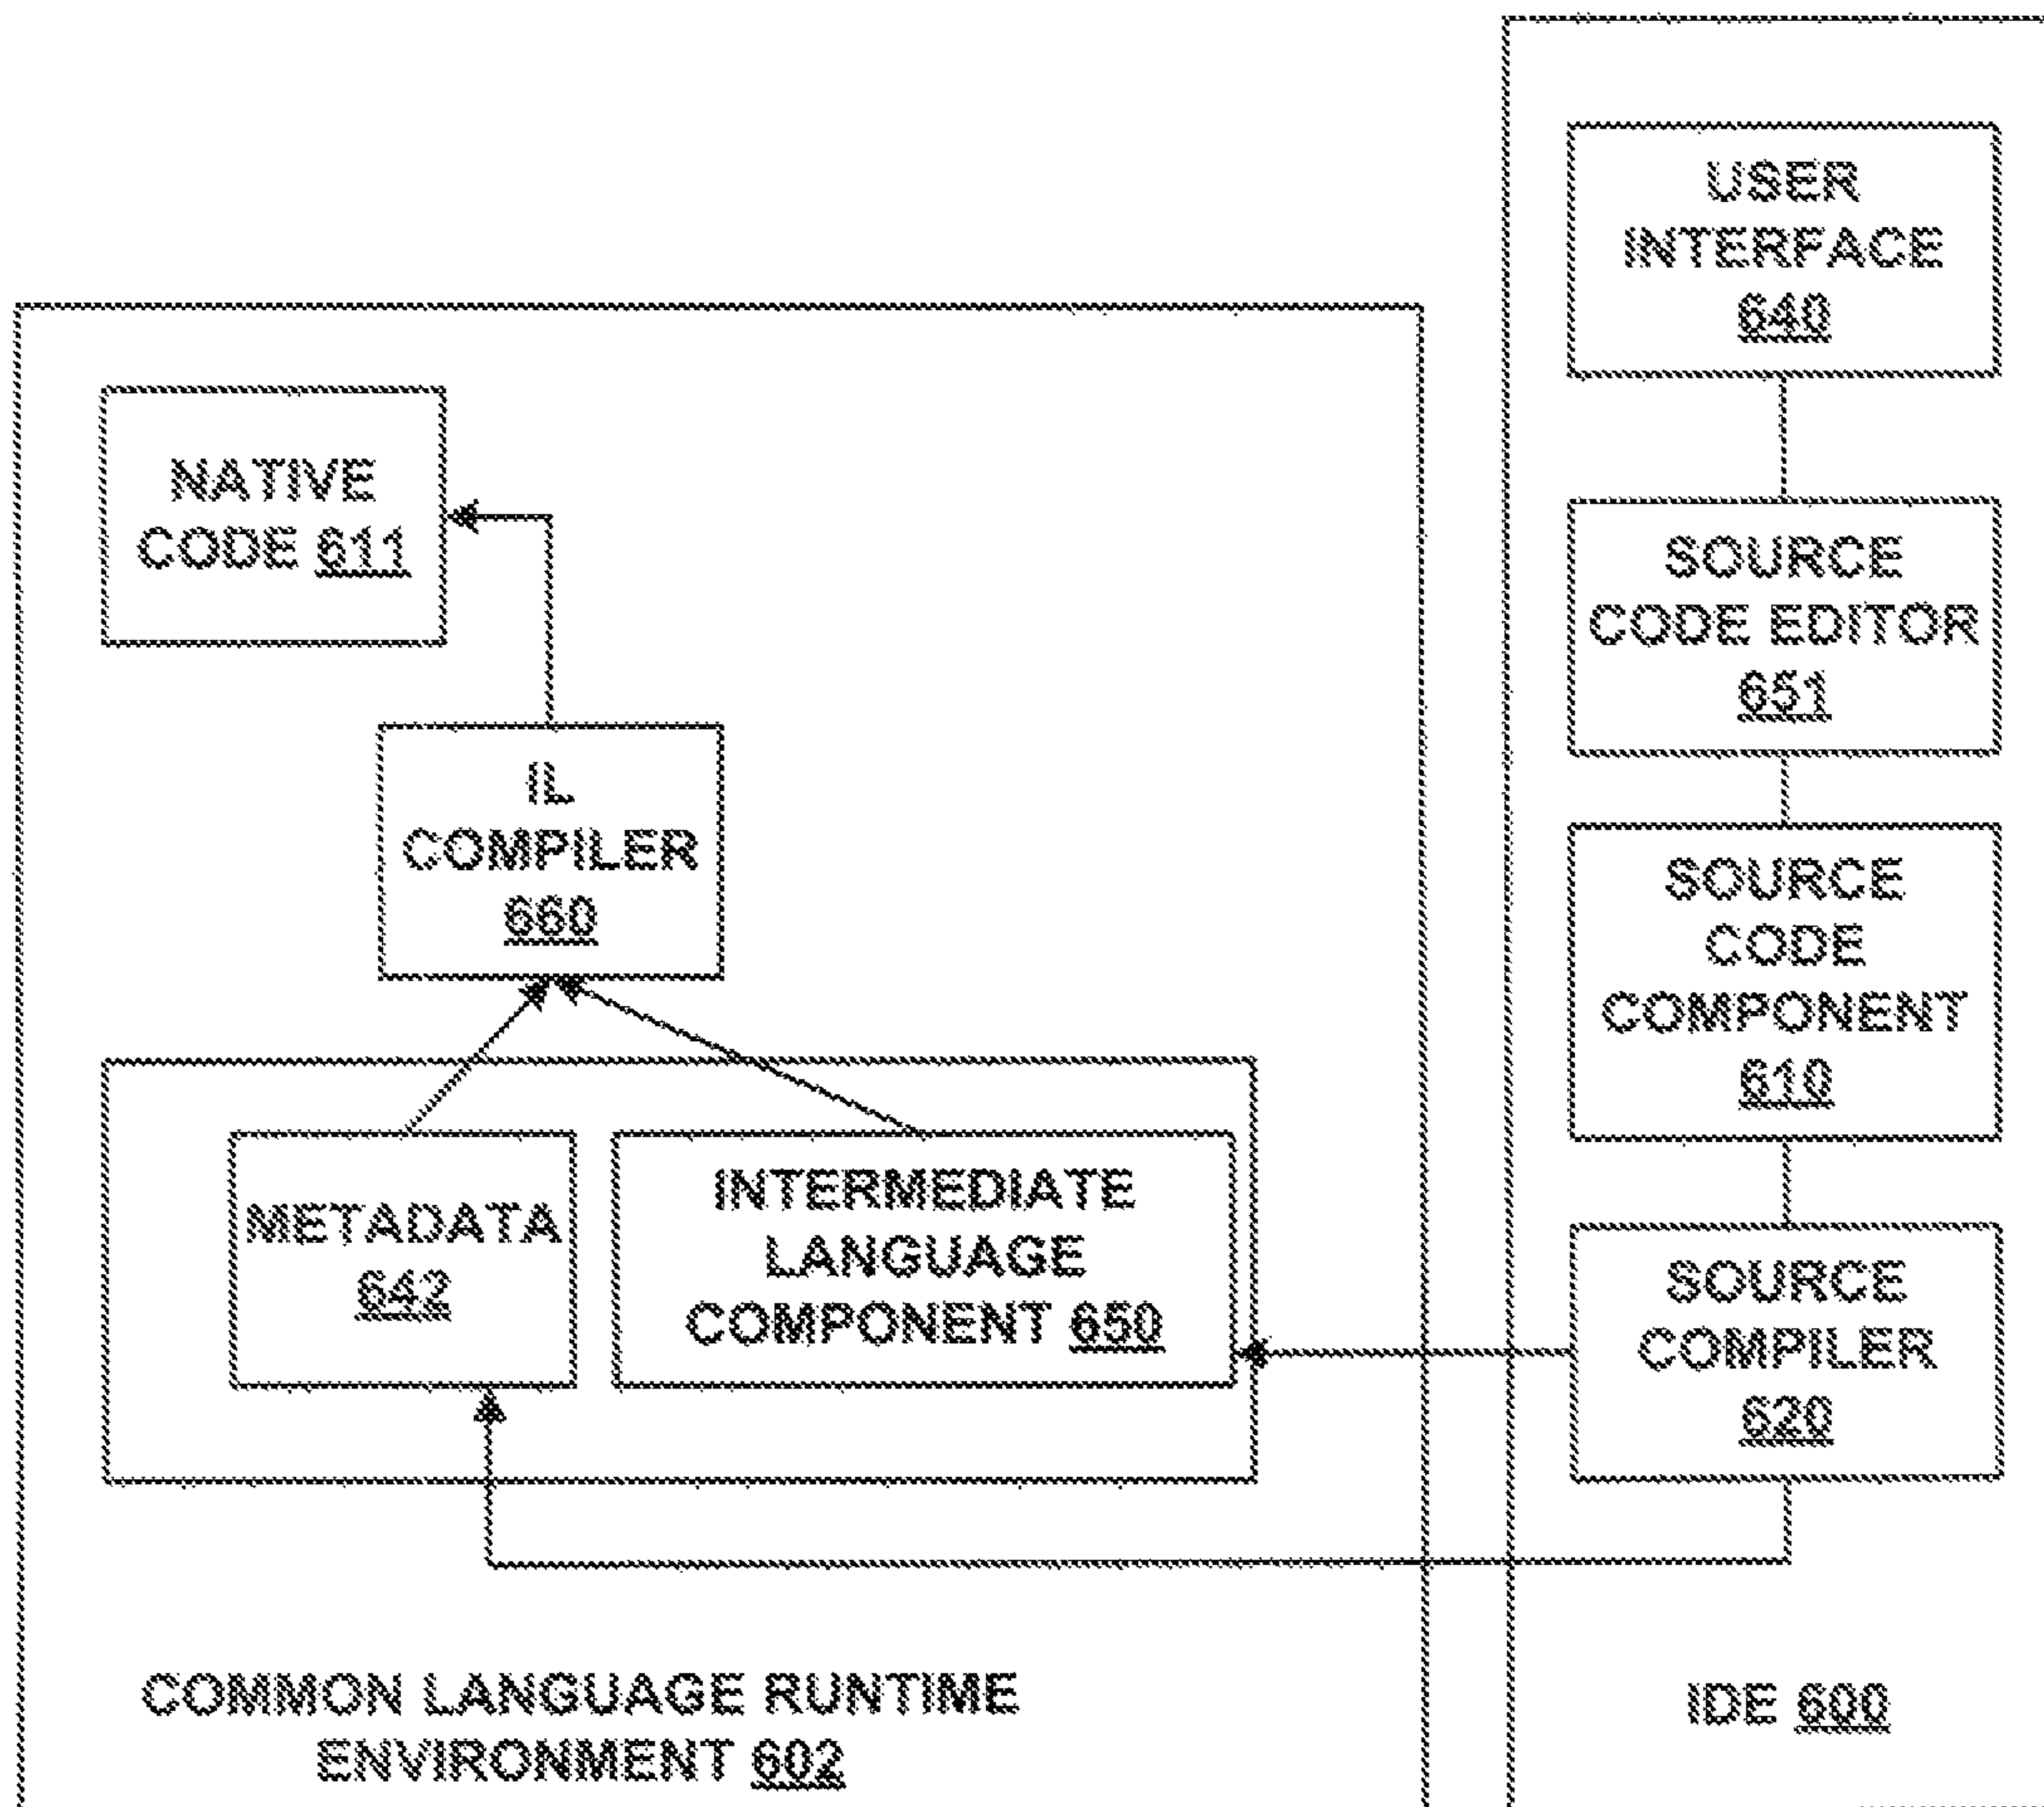 USER
INTERFACE
640
NATIVE
CODE 611
SOURCE
CODE EDITOR
651
IL
COMPILER
660
SOURCE
CODE
COMPONENT
610
METADATA
642
INTERMEDIATE
LANGUAGE
COMPONENT 650
SOURCE
COMPILER
620
COMMON LANGUAGE RUNTIME
ENVIRONMENT 602
IDE 600